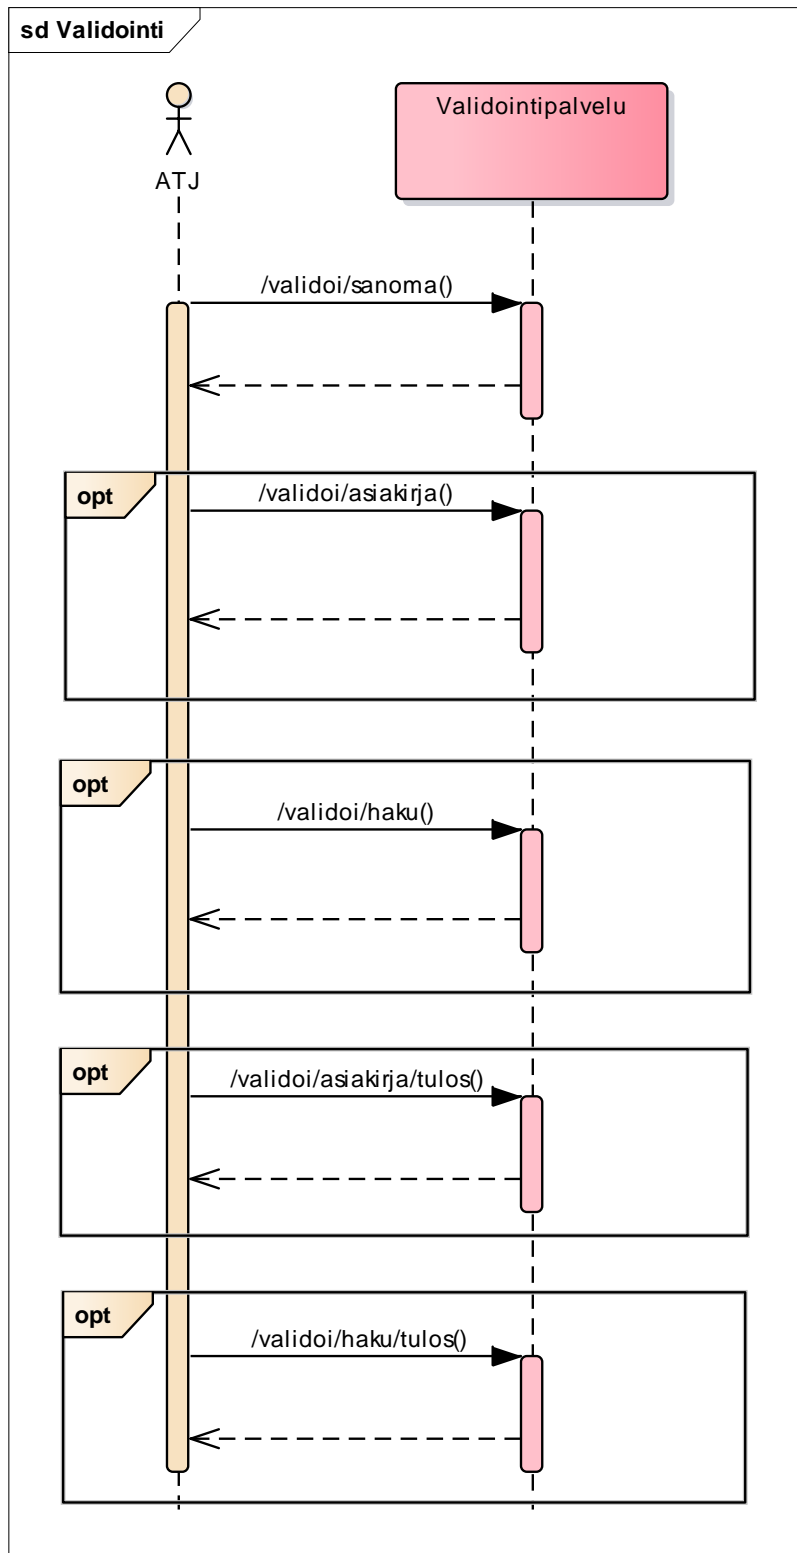 sd Validointi
ATJ
Validointipalvelu
/validoi/sanoma()
opt
/validoi/asiakirja()
opt
/validoi/haku()
opt
/validoi/asiakirja/tulos()
opt
/validoi/haku/tulos()